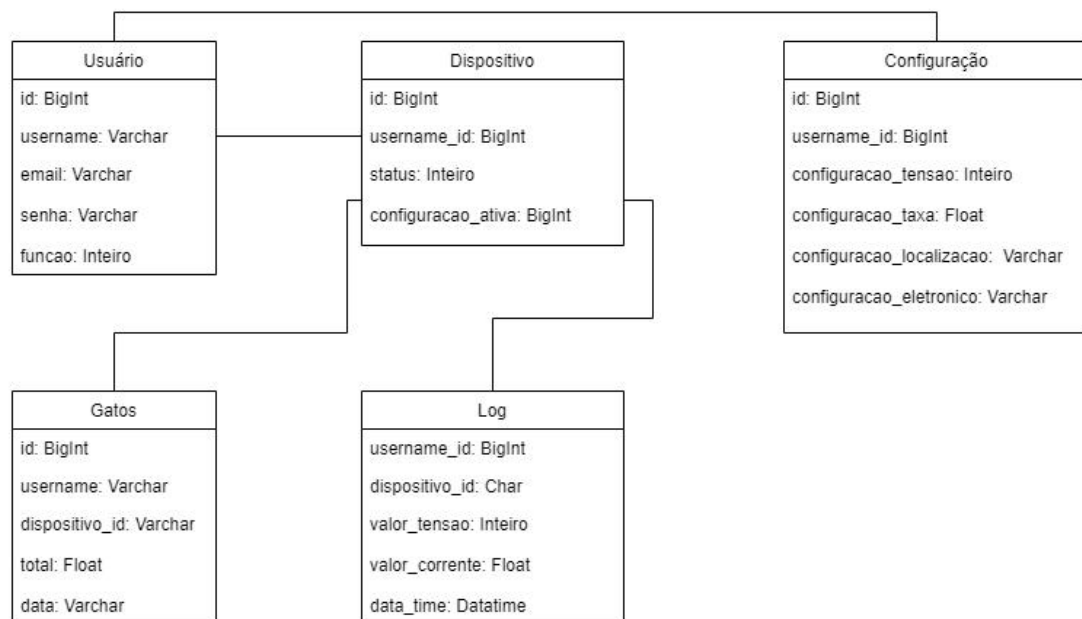 Usuário
id: BigInt
username: Varchar
email: Varchar
senha: Varchar
funcao: Inteiro
Dispositivo
id: BigInt
username_id: BigInt
status: Inteiro
configuracao_ativa: BigInt
Configuração
id: BigInt
username_id: BigInt
configuracao_tensao: Inteiro
configuracao_taxa: Float
configuracao_localizacao: Varchar
configuracao_eletronico: Varchar
Gatos
id: BigInt
username: Varchar
dispositivo_id: Varchar
total: Float
data: Varchar
Log
username_id: BigInt
dispositivo_id: Char
valor_tensao: Inteiro
valor_corrente: Float
data_time: Datatime